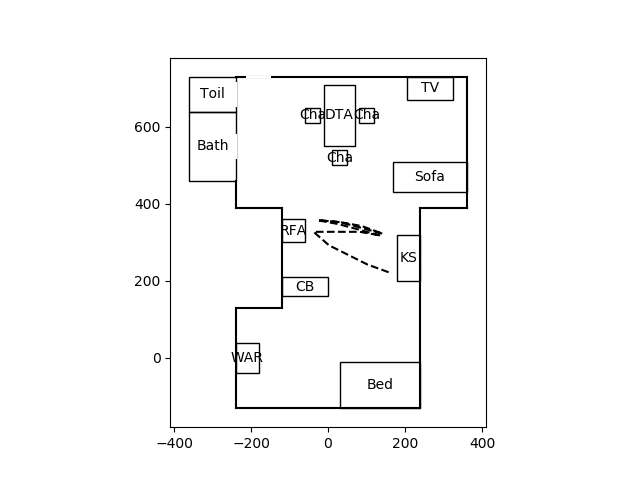 Toil
TV
Cha DTA Cha
Bath
Cha
Sofa
RFA
KS
CB
WAR
Bed
600
400
200
0
−400 −200 0 200 400